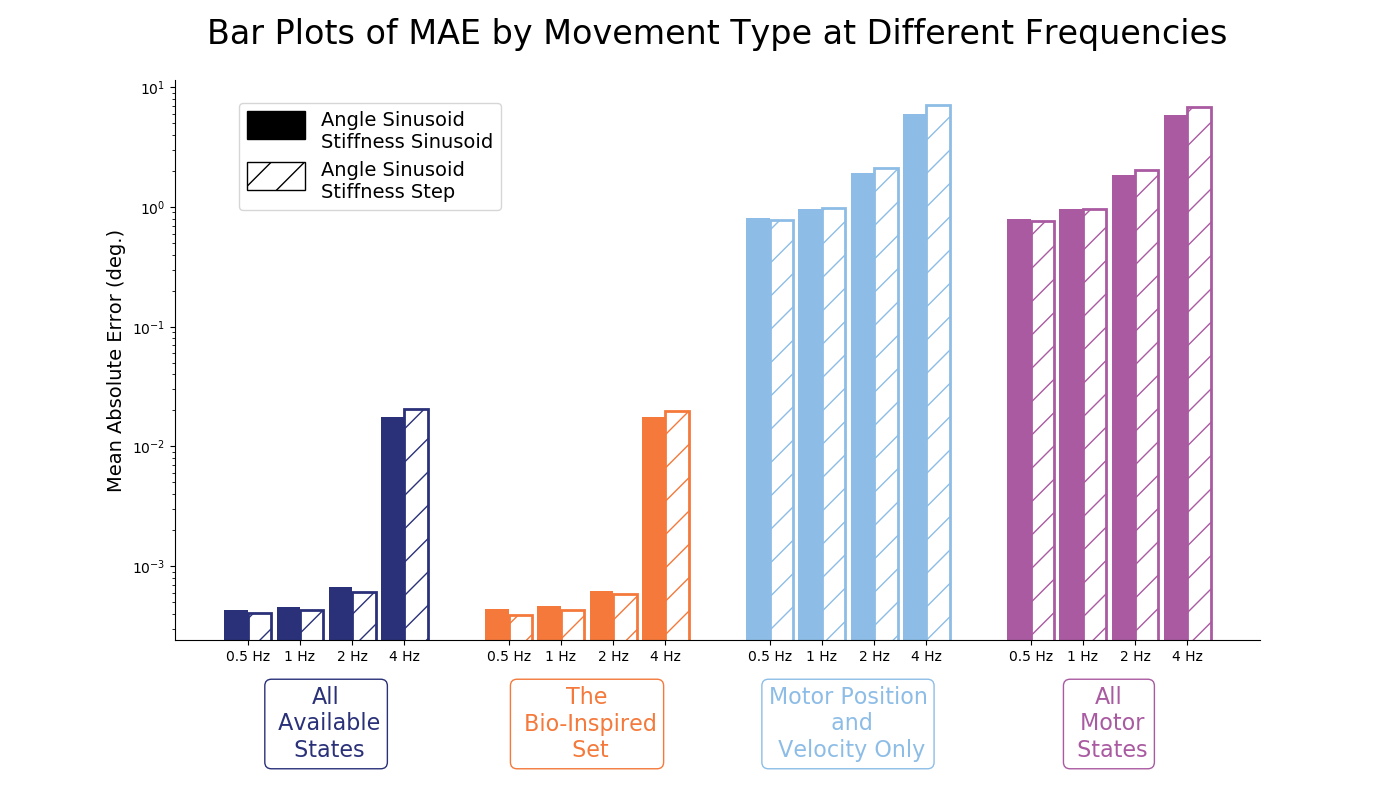 Bar Plots of MAE by Movement Type at Different Frequencies
Mean Absolute Error (deg.)
10¹
10⁰
10⁻¹
10⁻²
10⁻³
Angle Sinusoid
Stiffness Sinusoid
Angle Sinusoid
Stiffness Step
0.5 Hz 1 Hz 2 Hz 4 Hz
0.5 Hz 1 Hz 2 Hz 4 Hz
0.5 Hz 1 Hz 2 Hz 4 Hz
0.5 Hz 1 Hz 2 Hz 4 Hz
All
Available
States
The
Bio-Inspired
Set
Motor Position
and
Velocity Only
All
Motor
States